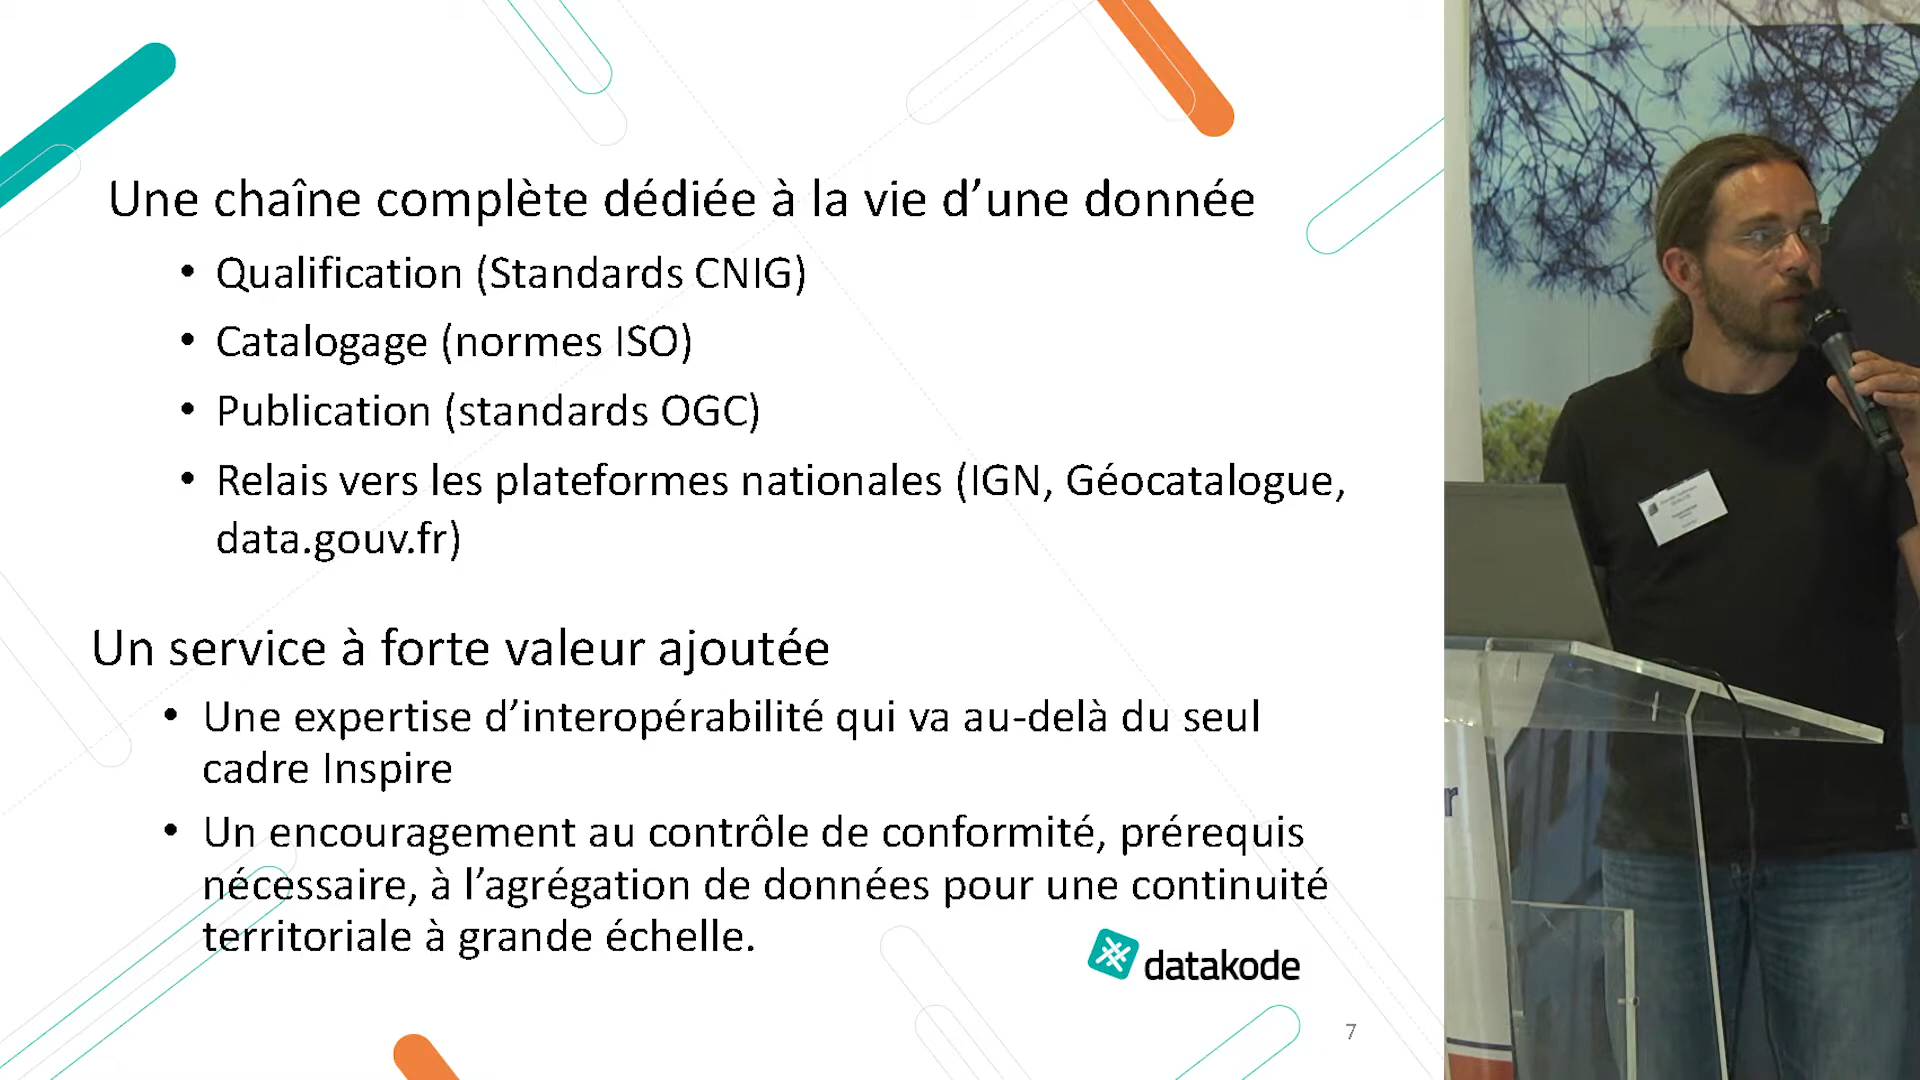 Une chaîne complète dédiée à la vie d’une donnée
• Qualification (Standards CNIG)
• Catalogage (normes ISO)
• Publication (standards OGC)
• Relais vers les plateformes nationales (IGN, Géocatalogue,
data.gouv.fr)
Un service à forte valeur ajoutée
• Une expertise d’interopérabilité qui va au-delà du seul
cadre Inspire
• Un encouragement au contrôle de conformité, prérequis
nécessaire, à l’agrégation de données pour une continuité
territoriale à grande échelle.
datakode
7